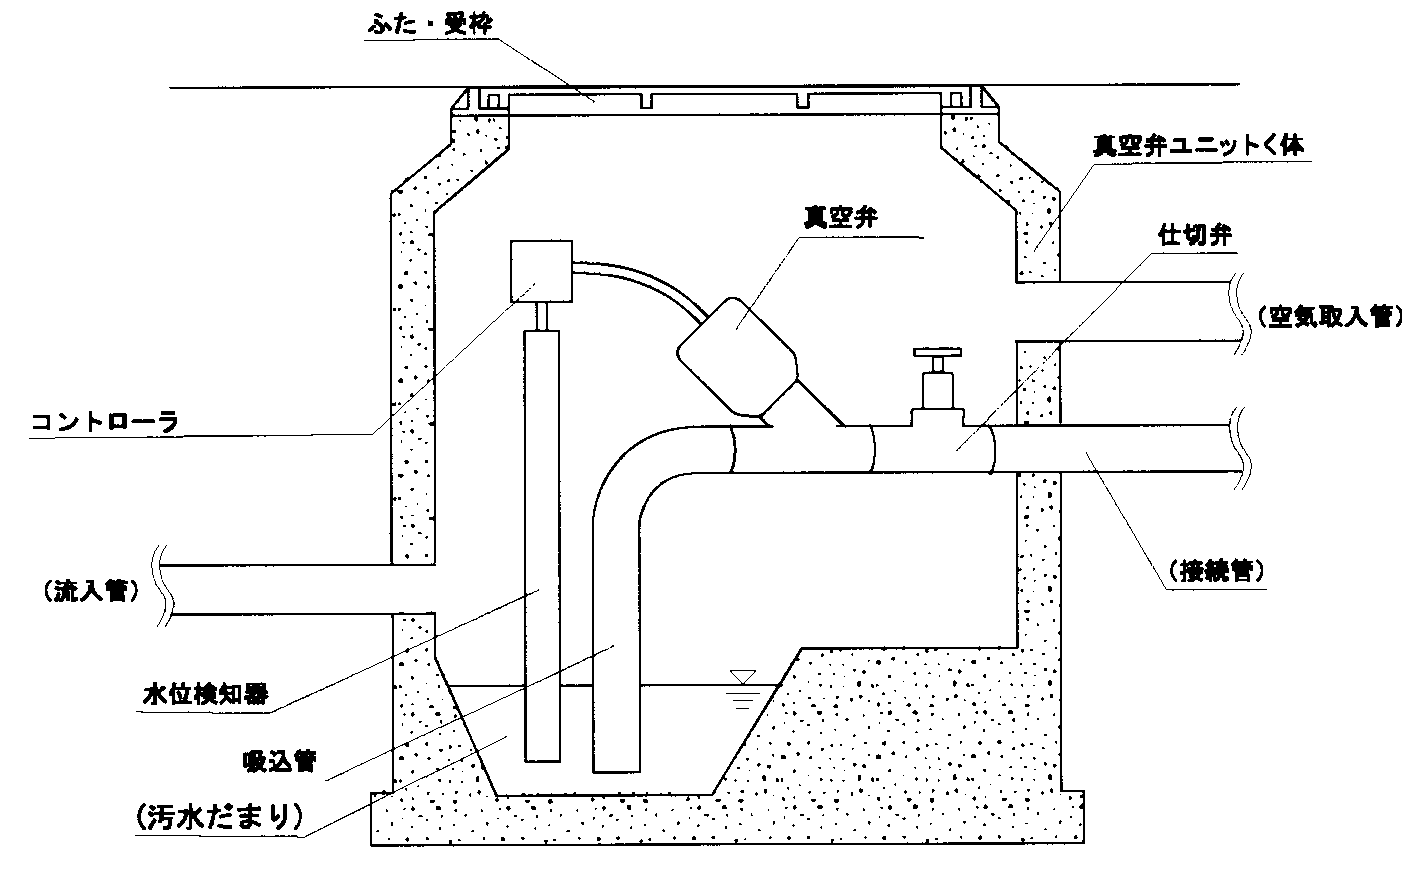 ふた・受枠
真空弁ユニットく体
真空弁
仕切弁
(空気取入管)
コントローラ
(接続管)
(流入管)
水位検知器
吸込管
(汚水だまり)